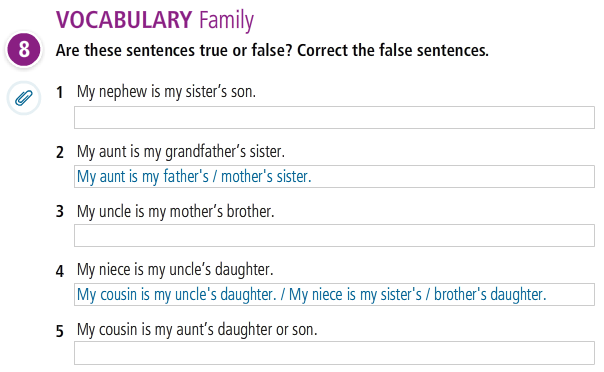 VOCABULARY Family
8 Are these sentences true or false? Correct the false sentences.
1 My nephew is my sister’s son.
2 My aunt is my grandfather’s sister.
My aunt is my father's / mother's sister.
3 My uncle is my mother’s brother.
4 My niece is my uncle’s daughter.
My cousin is my uncle's daughter. / My niece is my sister's / brother's daughter.
5 My cousin is my aunt’s daughter or son.